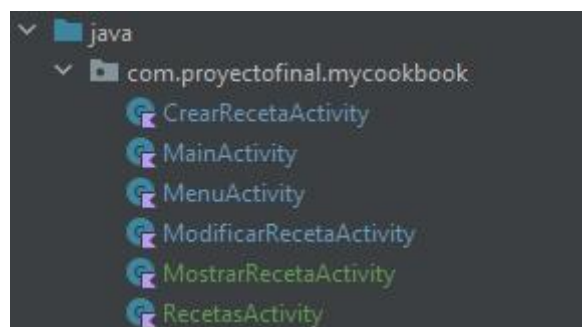 java
com.proyectofinal.mycookbook
CrearRecetaActivity
MainActivity
MenuActivity
ModificarRecetaActivity
MostrarRecetaActivity
RecetasActivity